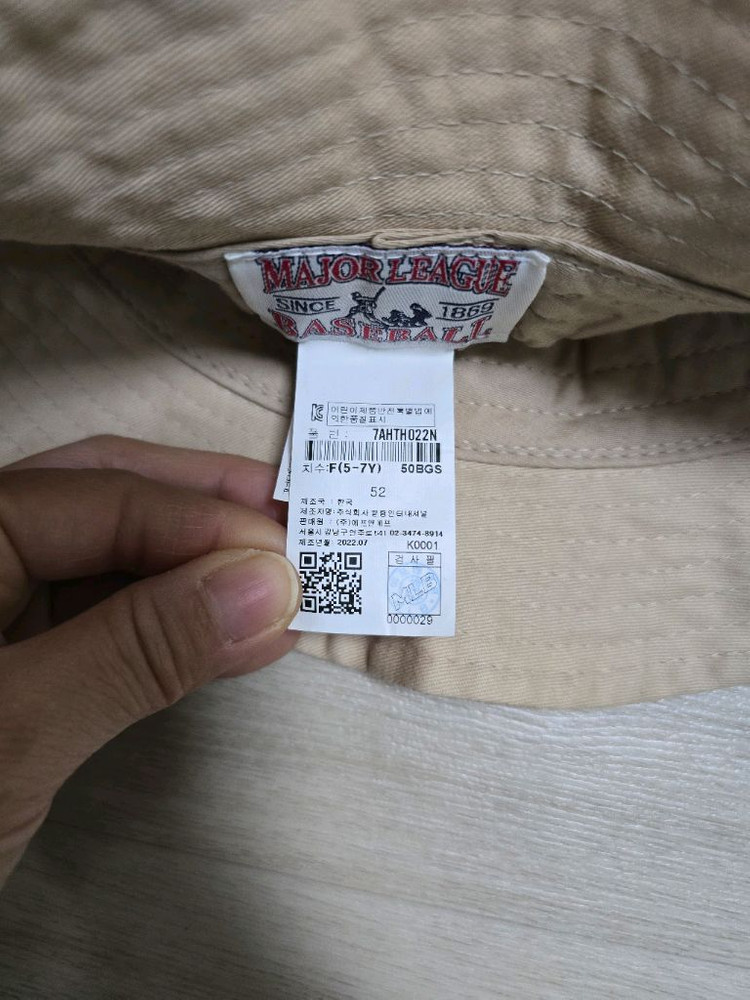 MAJOR LEAGUE
SINCE 1869
BASEBALL
어린이제품안전특별법에
의한품질표시
품 번 : 7AHTH022N
치수:F(5-7Y) 50BGS
52
제조국 : 한국
제조자명: 주식회사 인터내셔널
판매원 : (주)에프앤에프
서울시강남구언주로541 02-3474-8914
제조년월: 2022.07 K0001
검 사 필
MLB
0000029